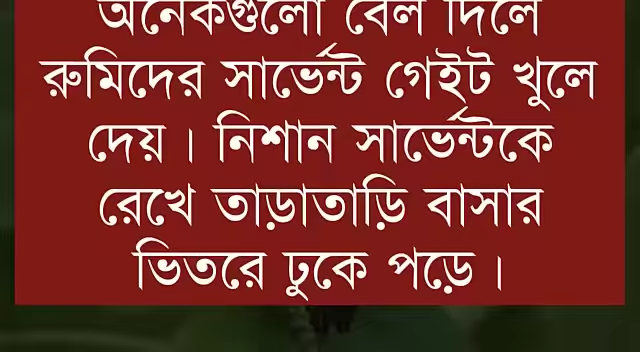 অনেকগুলো বেল দিলে
রুমিদের সার্ভেন্ট গেইট খুলে
দেয়। নিশান সার্ভেন্টকে
রেখে তাড়াতাড়ি বাসার
ভিতরে ঢুকে পড়ে।